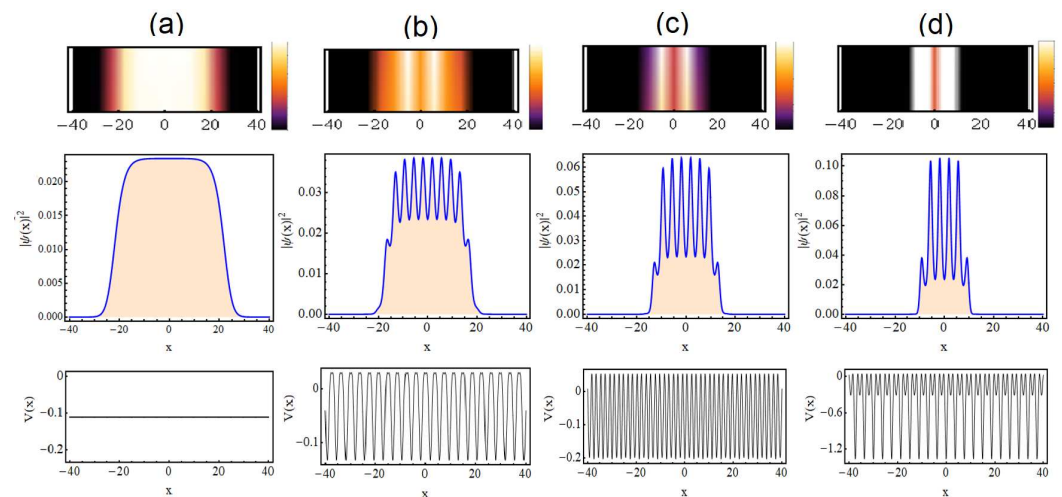 (a) (b) (c) (d)
−40 −20 0 20 40 −40 −20 0 20 40 −40 −20 0 20 40 −40 −20 0 20 40
|ψ(x)|² 0.020 0.015 0.010 0.005 0.000
−40 −20 0 20 40
x
|ψ(x)|² 0.03 0.02 0.01 0.00
−40 −20 0 20 40
x
|ψ(x)|² 0.06 0.05 0.04 0.03 0.02 0.01 0.00
−40 −20 0 20 40
x
|ψ(x)|² 0.10 0.08 0.06 0.04 0.02 0.00
−40 −20 0 20 40
x
V(x) 0 −0.1 −0.2
−40 −20 0 20 40
x
V(x) 0 −0.1
−40 −20 0 20 40
x
V(x) 0 −0.1 −0.2
−40 −20 0 20 40
x
V(x) 0 −0.6 −1.2
−40 −20 0 20 40
x